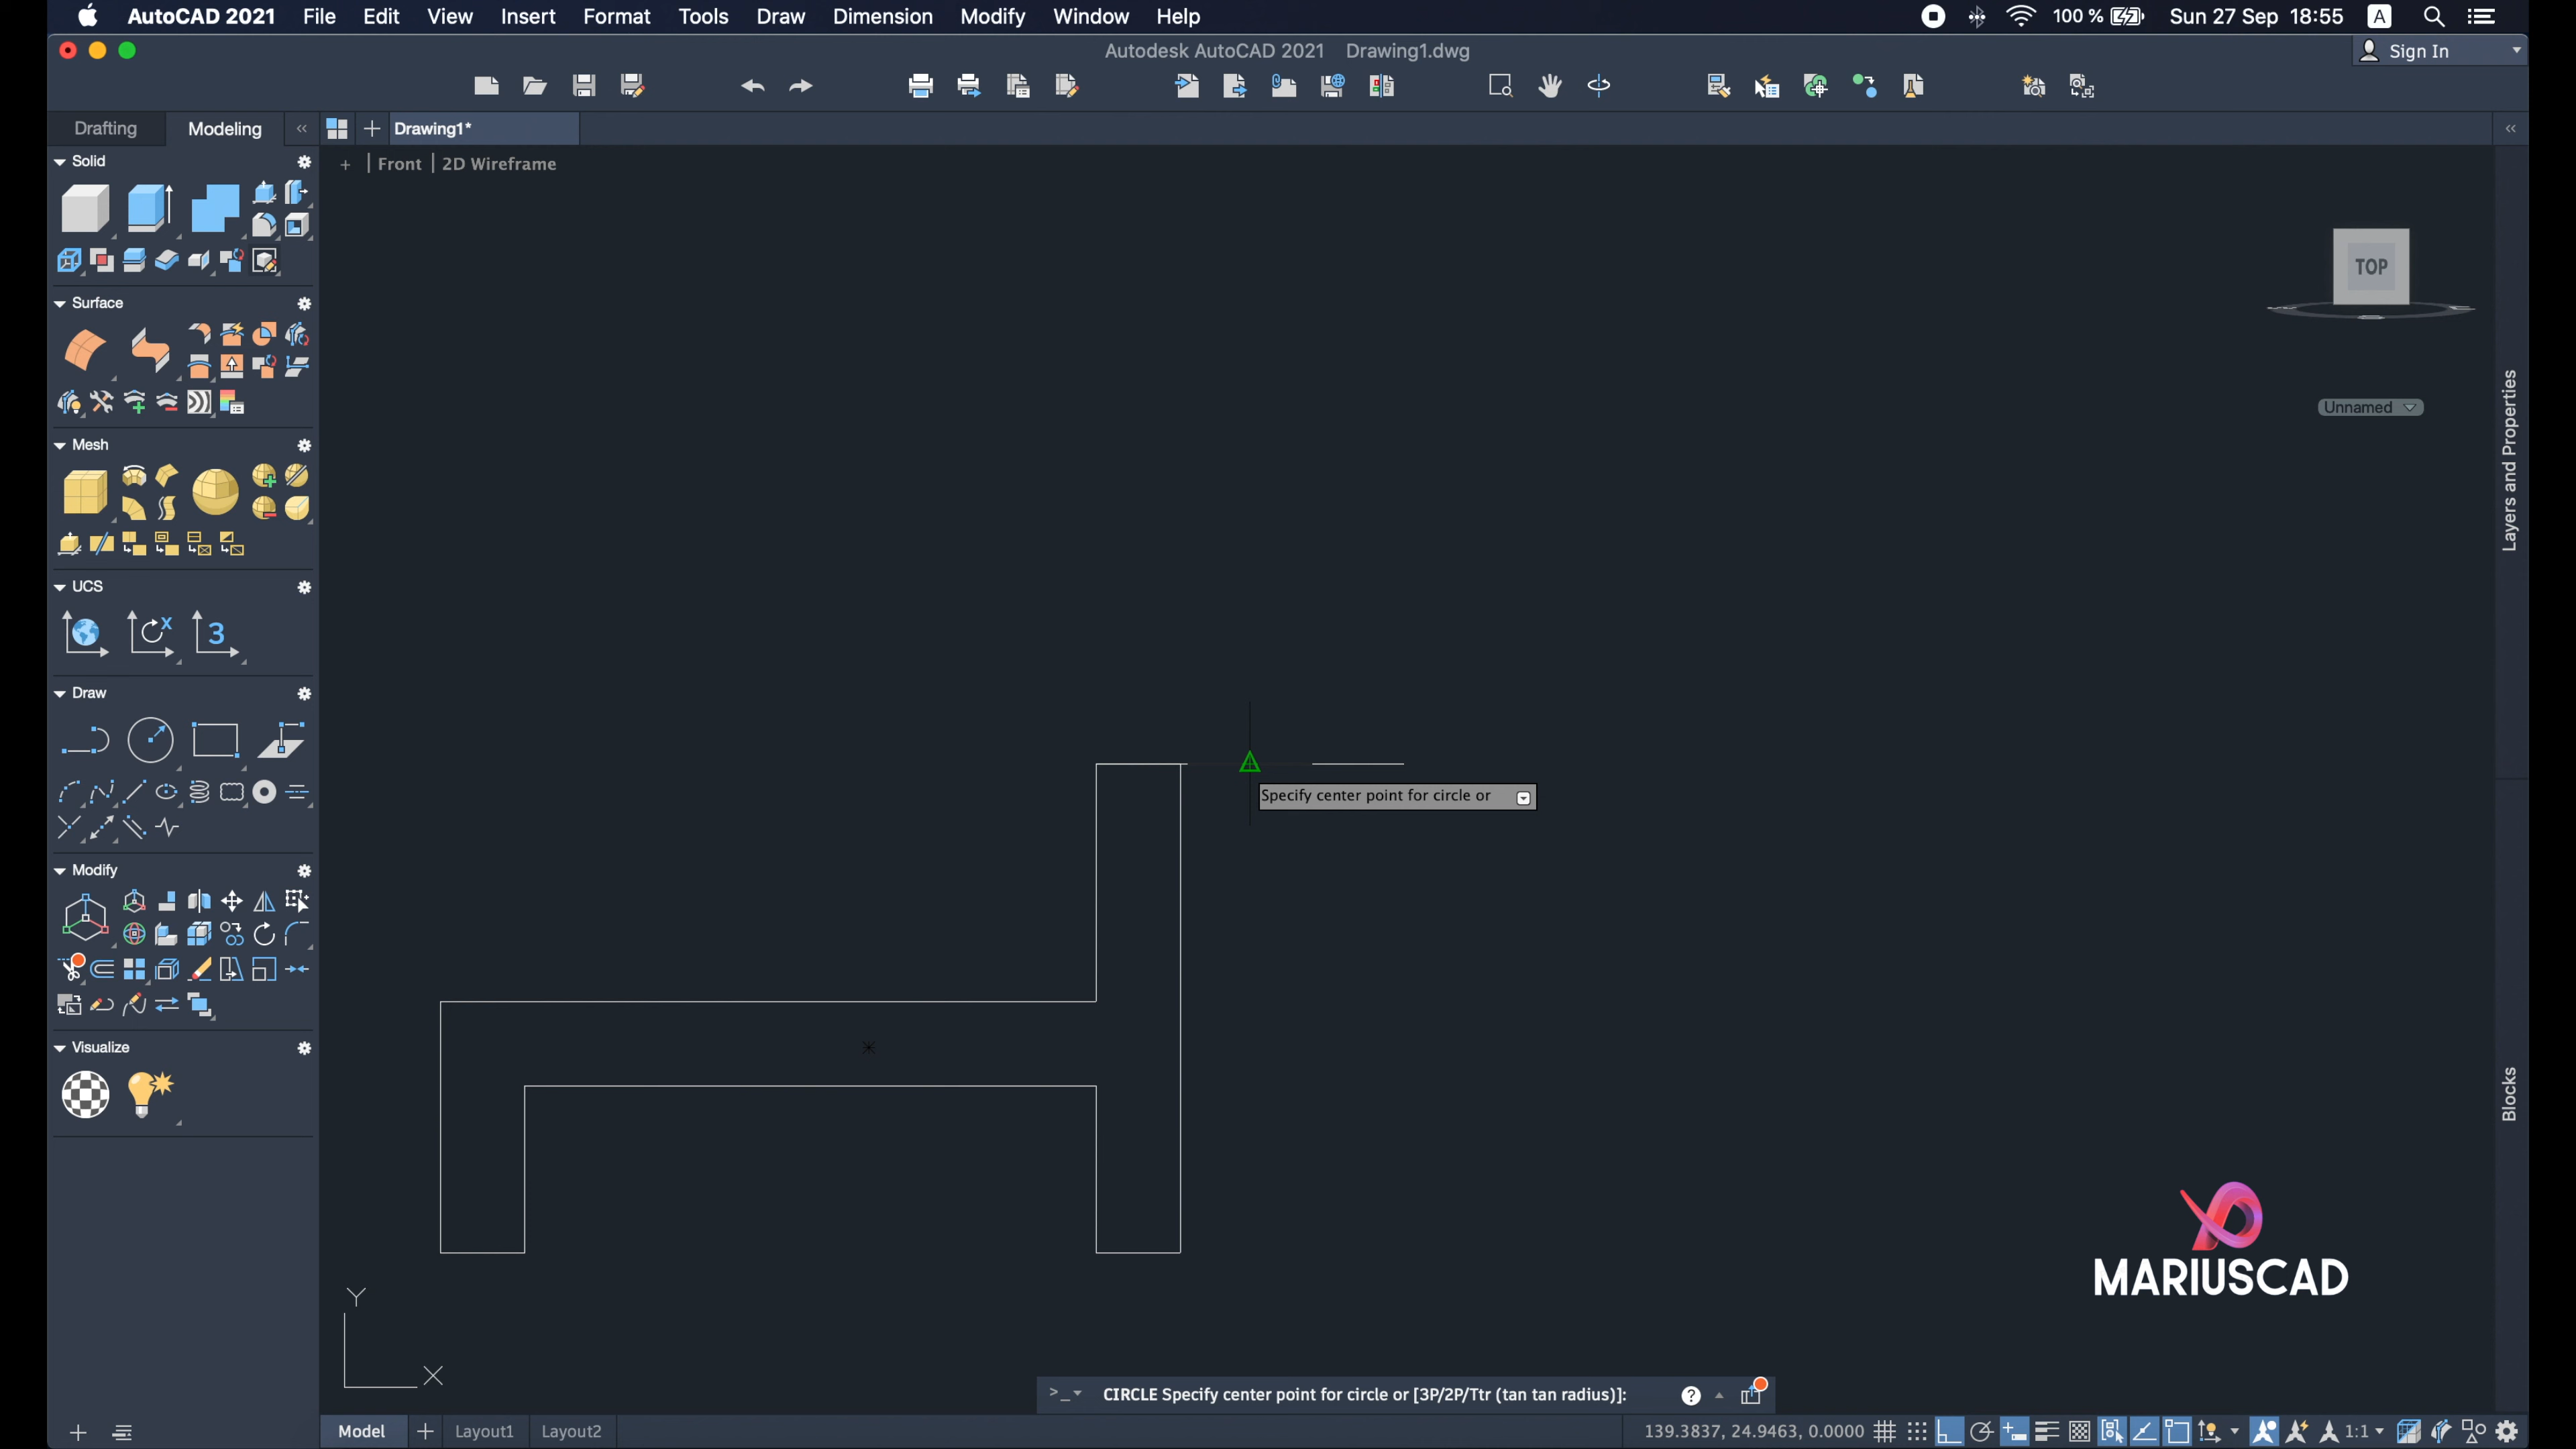 AutoCAD 2021 File Edit View Insert Format Tools Draw Dimension Modify Window Help 100 % Sun 27 Sep 18:55 A
Autodesk AutoCAD 2021 Drawing1.dwg Sign In
Drafting Modeling « + Drawing1* «
+ | Front | 2D Wireframe
Solid
TOP
Surface
Unnamed
Mesh
Layers and Properties
UCS
X 3
Draw
Specify center point for circle or
Modify
Visualize
Blocks
MARIUSCAD
Y
X
>_ CIRCLE Specify center point for circle or [3P/2P/Ttr (tan tan radius)]: ?
Model + Layout1 Layout2 139.3837, 24.9463, 0.0000 1:1